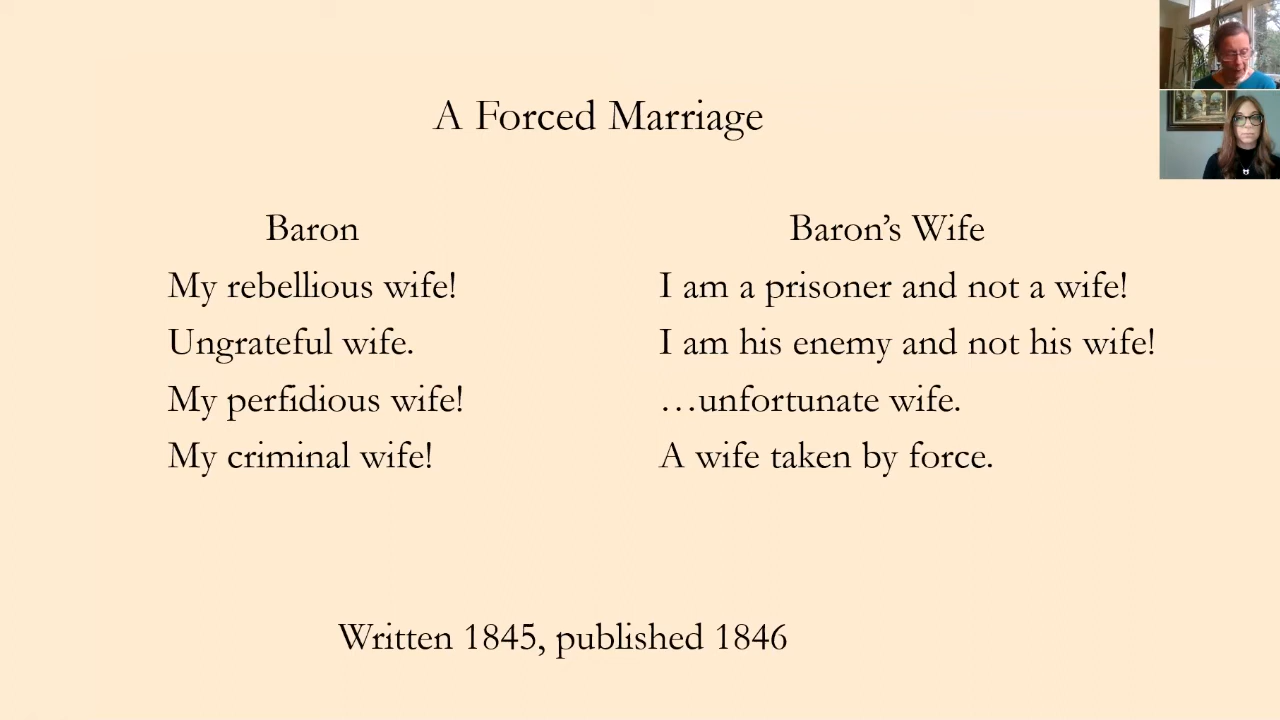 A Forced Marriage
Baron
My rebellious wife!
Ungrateful wife.
My perfidious wife!
My criminal wife!
Baron’s Wife
I am a prisoner and not a wife!
I am his enemy and not his wife!
…unfortunate wife.
A wife taken by force.
Written 1845, published 1846